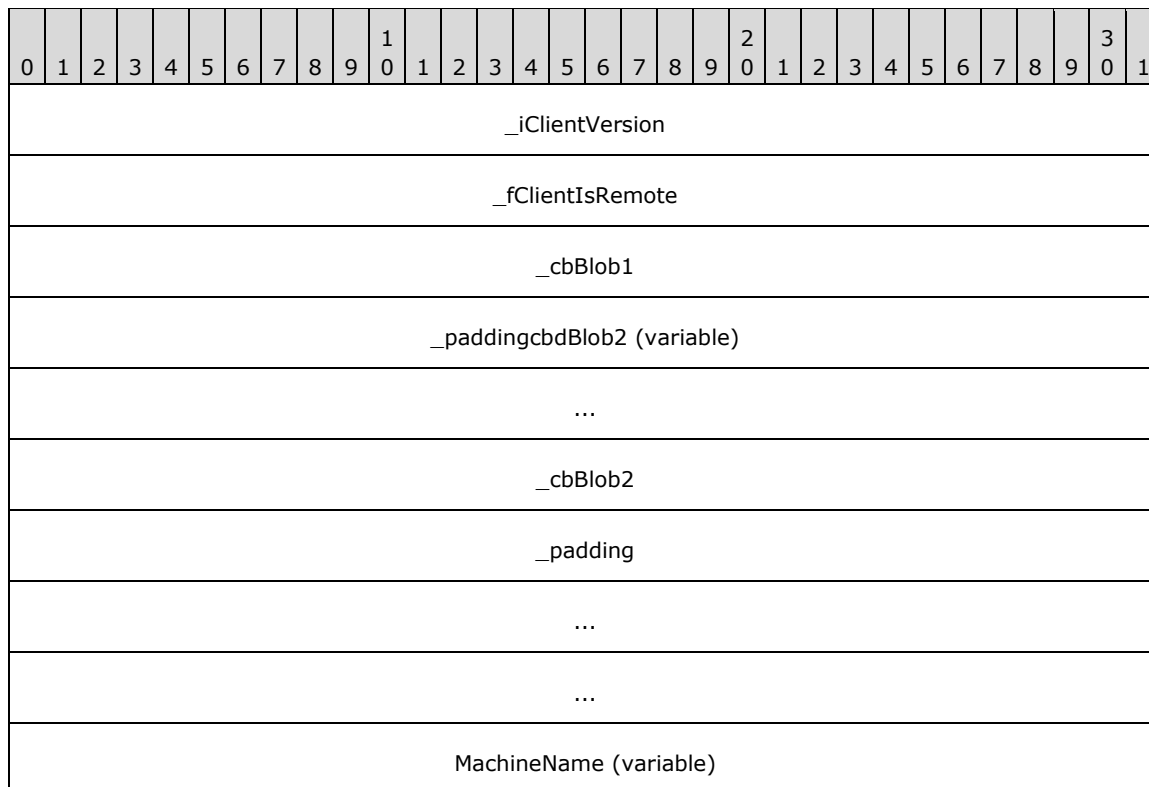 1 2 3
0 1 2 3 4 5 6 7 8 9 0 1 2 3 4 5 6 7 8 9 0 1 2 3 4 5 6 7 8 9 0 1
_iClientVersion
_fClientIsRemote
_cbBlob1
_paddingcbdBlob2 (variable)
...
_cbBlob2
_padding
...
...
MachineName (variable)